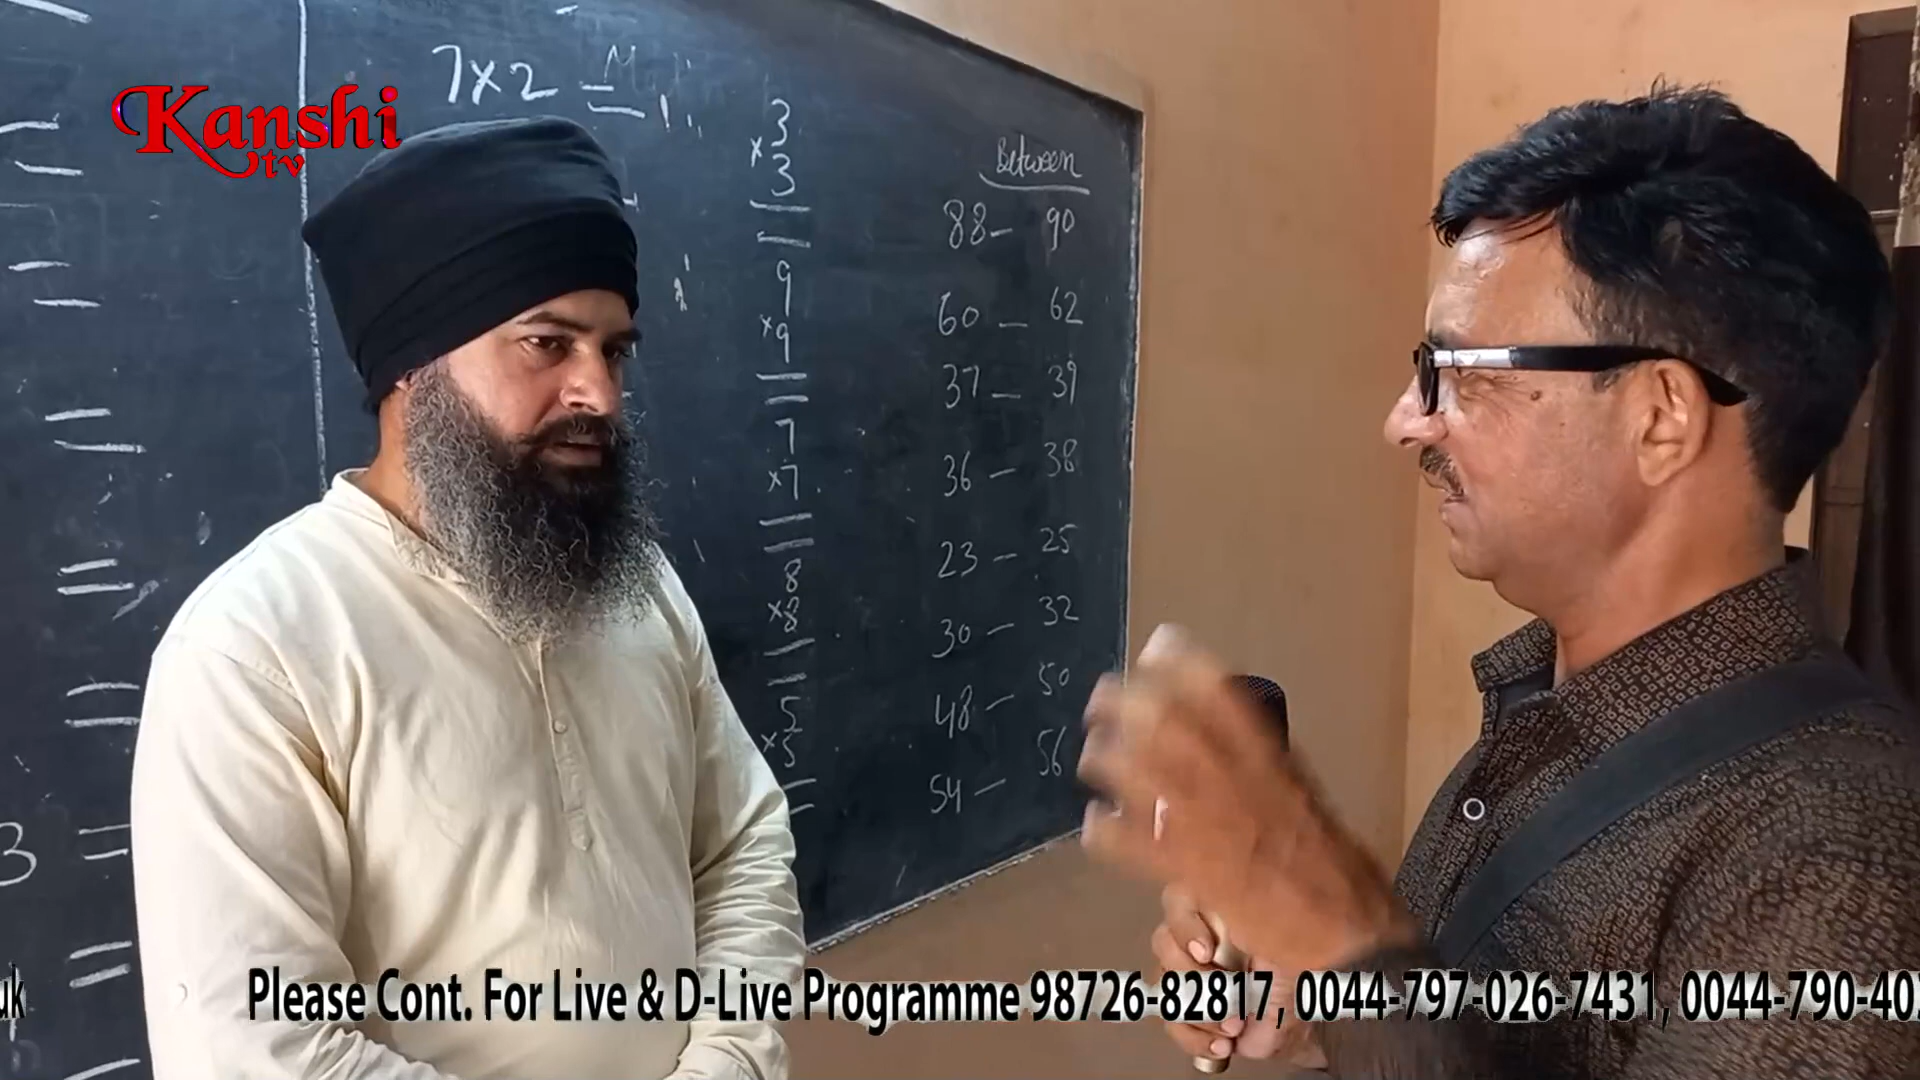 Kanshi
tv
7x2 =
3
x3
9
x9
7
x7
8
x8
5
x5
Between
88- 90
60 - 62
37 - 39
36 - 38
23 - 25
30 - 32
48 - 50
54 - 56
3 =
uk Please Cont. For Live & D-Live Programme 98726-82817, 0044-797-026-7431, 0044-790-40